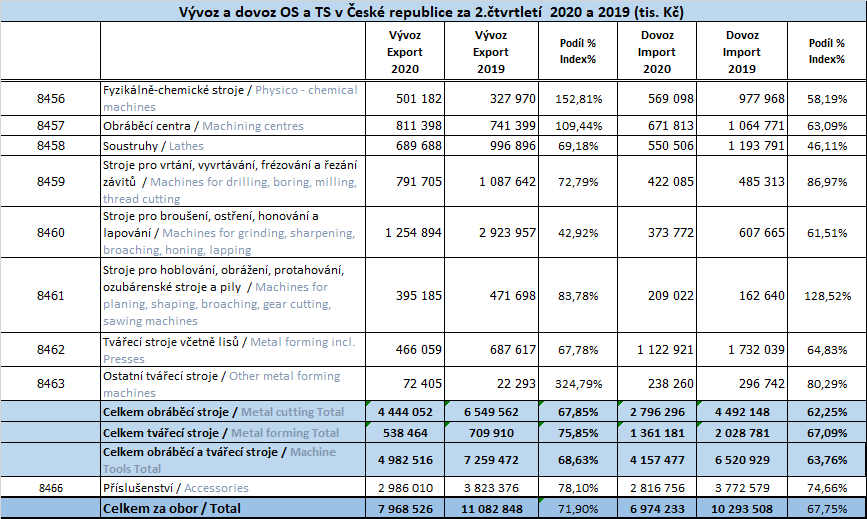 Vývoz a dovoz OS a TS v České republice za 2.čtvrtletí 2020 a 2019 (tis. Kč)
Vývoz Export 2020 Vývoz Export 2019 Podíl % Index% Dovoz Import 2020 Dovoz Import 2019 Podíl % Index%
8456 Fyzikálně-chemické stroje / Physico - chemical machines 501 182 327 970 152,81% 569 098 977 968 58,19%
8457 Obráběcí centra / Machining centres 811 398 741 399 109,44% 671 813 1 064 771 63,09%
8458 Soustruhy / Lathes 689 688 996 896 69,18% 550 506 1 193 791 46,11%
8459 Stroje pro vrtání, vyvrtávání, frézování a řezání závitů / Machines for drilling, boring, milling, thread cutting 791 705 1 087 642 72,79% 422 085 485 313 86,97%
8460 Stroje pro broušení, ostření, honování a lapování / Machines for grinding, sharpening, broaching, honing, lapping 1 254 894 2 923 957 42,92% 373 772 607 665 61,51%
8461 Stroje pro hoblování, obrážení, protahování, ozubárenské stroje a pily / Machines for planing, shaping, broaching, gear cutting, sawing machines 395 185 471 698 83,78% 209 022 162 640 128,52%
8462 Tvářecí stroje včetně lisů / Metal forming incl. Presses 466 059 687 617 67,78% 1 122 921 1 732 039 64,83%
8463 Ostatní tvářecí stroje / Other metal forming machines 72 405 22 293 324,79% 238 260 296 742 80,29%
Celkem obráběcí stroje / Metal cutting Total 4 444 052 6 549 562 67,85% 2 796 296 4 492 148 62,25%
Celkem tvářecí stroje / Metal forming Total 538 464 709 910 75,85% 1 361 181 2 028 781 67,09%
Celkem obráběcí a tvářecí stroje / Machine Tools Total 4 982 516 7 259 472 68,63% 4 157 477 6 520 929 63,76%
8466 Příslušenství / Accessories 2 986 010 3 823 376 78,10% 2 816 756 3 772 579 74,66%
Celkem za obor / Total 7 968 526 11 082 848 71,90% 6 974 233 10 293 508 67,75%